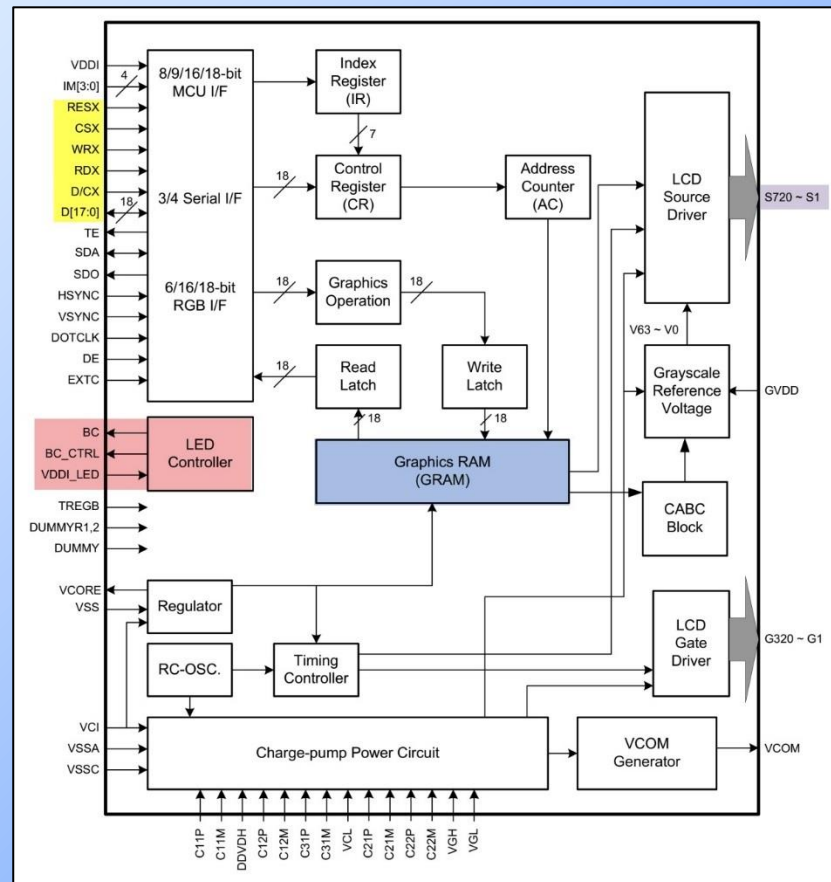 VDDI
IM[3:0]
4
RESX
CSX
WRX
RDX
D/CX
D[17:0]
18
TE
SDA
SDO
HSYNC
VSYNC
DOTCLK
DE
EXTC
8/9/16/18-bit
MCU I/F
3/4 Serial I/F
6/16/18-bit
RGB I/F
Index
Register
(IR)
7
18
Control
Register
(CR)
Address
Counter
(AC)
18
Graphics
Operation
18
18
Read
Latch
Write
Latch
18
18
LCD
Source
Driver
S720 ~ S1
V63 ~ V0
Grayscale
Reference
Voltage
GVDD
BC
BC_CTRL
VDDI_LED
LED
Controller
Graphics RAM
(GRAM)
CABC
Block
TREGB
DUMMYR1,2
DUMMY
VCORE
VSS
Regulator
RC-OSC.
Timing
Controller
LCD
Gate
Driver
G320 ~ G1
VCI
VSSA
VSSC
Charge-pump Power Circuit
VCOM
Generator
VCOM
C11P
C11M
DDVDH
C12P
C12M
C31P
C31M
VCL
C21P
C21M
C22P
C22M
VGH
VGL